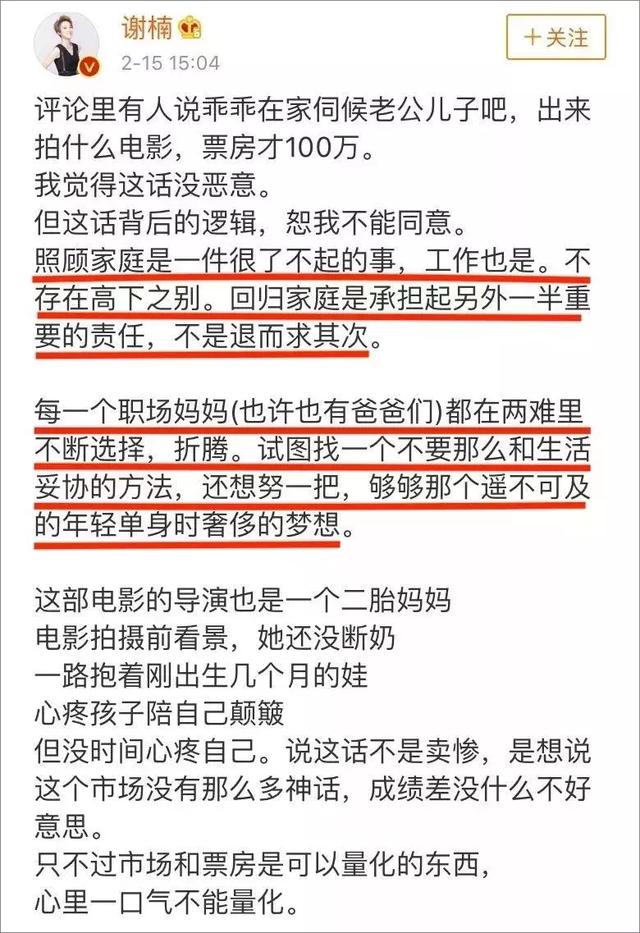 谢楠
＋关注
2-15 15:04
评论里有人说乖乖在家伺候老公儿子吧，出来
拍什么电影，票房才100万。
我觉得这话没恶意。
但这话背后的逻辑，恕我不能同意。
照顾家庭是一件很了不起的事，工作也是。不
存在高下之别。回归家庭是承担起另外一半重
要的责任，不是退而求其次。
每一个职场妈妈(也许也有爸爸们)都在两难里
不断选择，折腾。试图找一个不要那么和生活
妥协的方法，还想努一把，够够那个遥不可及
的年轻单身时奢侈的梦想。
这部电影的导演也是一个二胎妈妈
电影拍摄前看景，她还没断奶
一路抱着刚出生几个月的娃
心疼孩子陪自己颠簸
但没时间心疼自己。说这话不是卖惨，是想说
这个市场没有那么多神话，成绩差没什么不好
意思。
只不过市场和票房是可以量化的东西，
心里一口气不能量化。